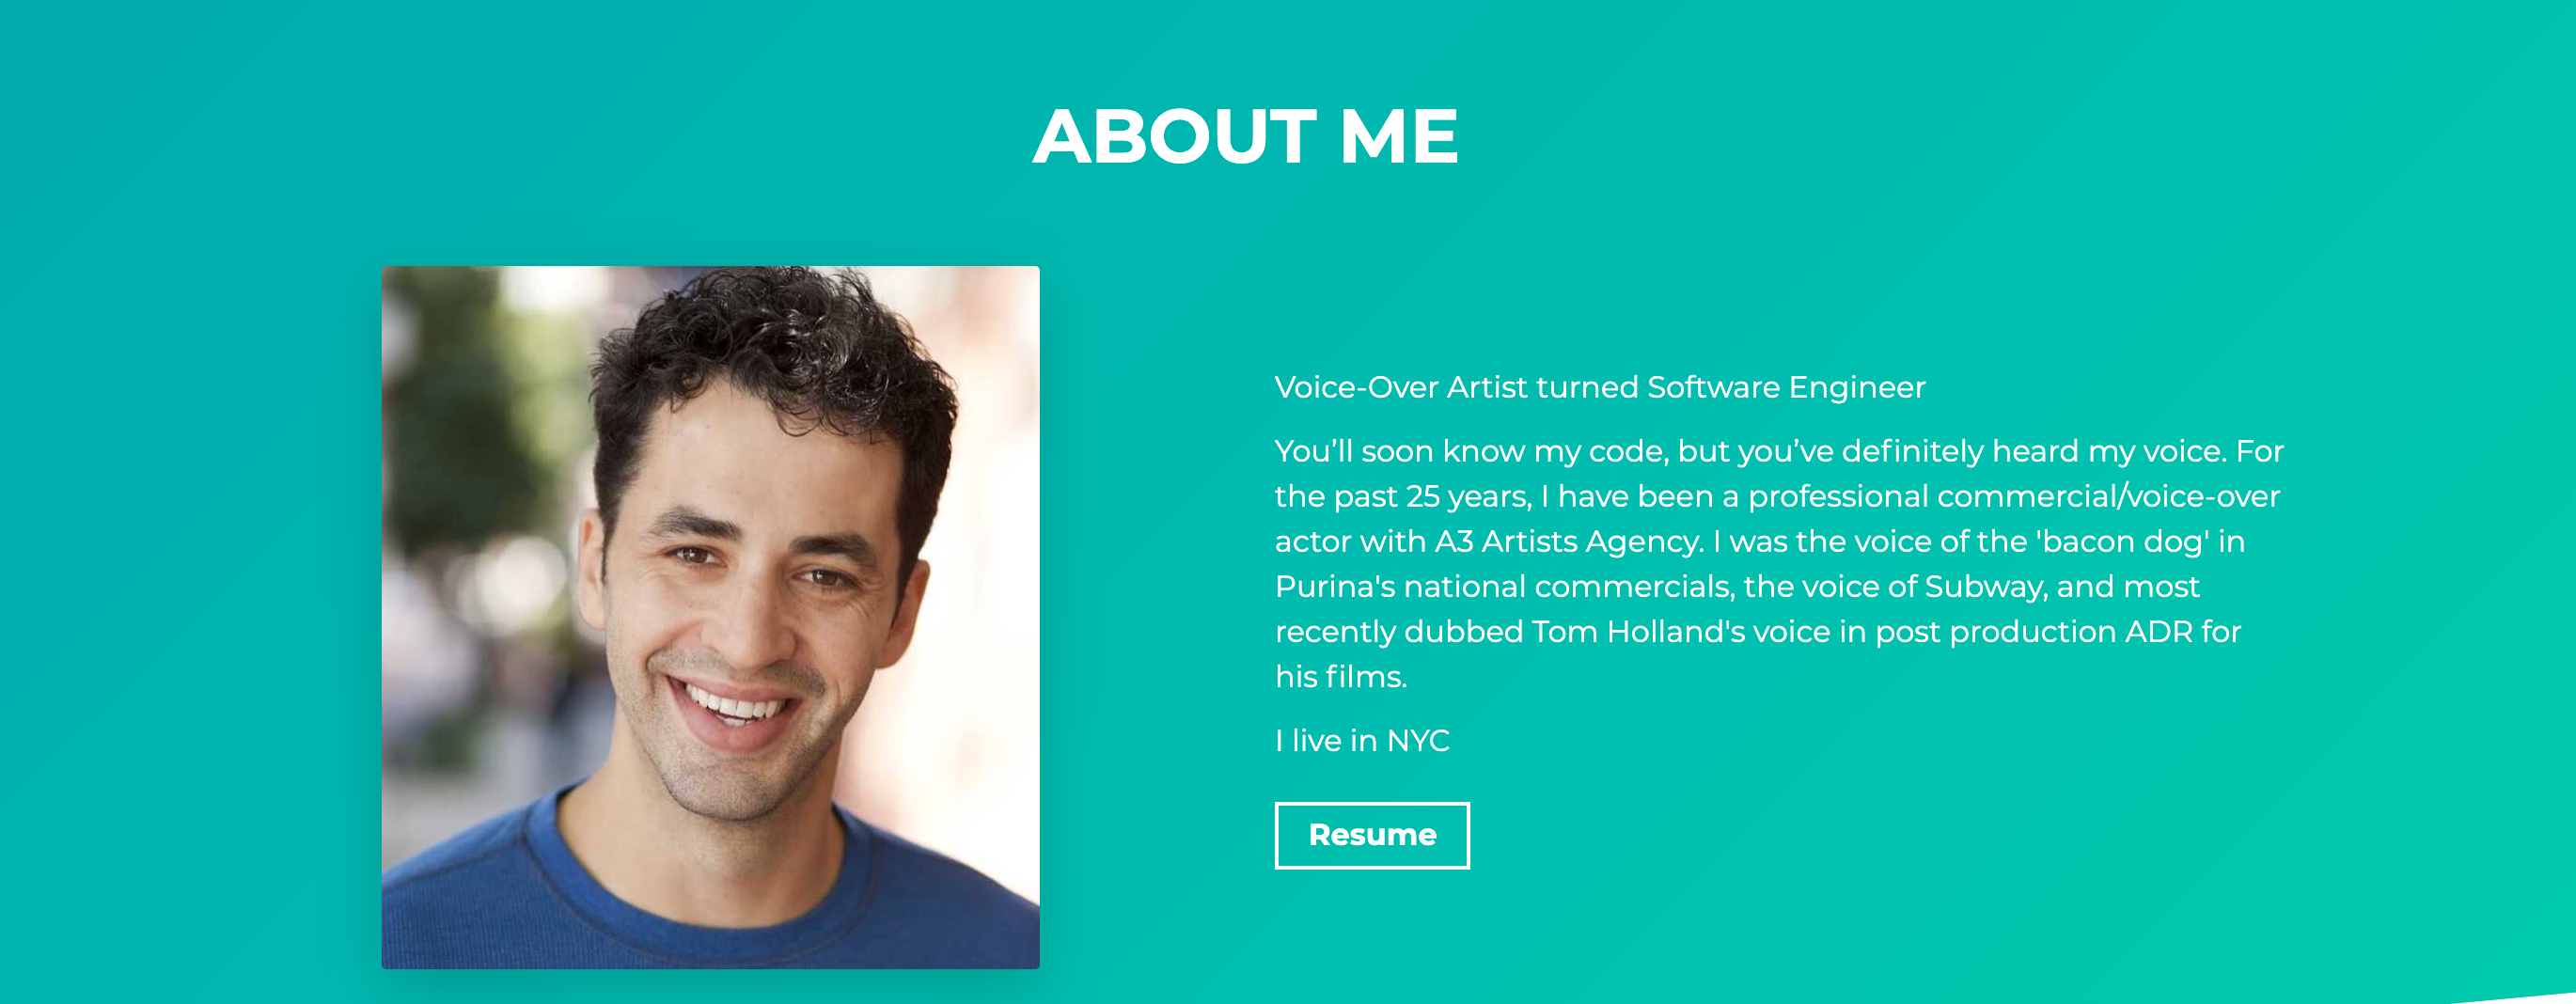 ABOUT ME
Voice-Over Artist turned Software Engineer
You’ll soon know my code, but you’ve definitely heard my voice. For
the past 25 years, I have been a professional commercial/voice-over
actor with A3 Artists Agency. I was the voice of the 'bacon dog' in
Purina's national commercials, the voice of Subway, and most
recently dubbed Tom Holland's voice in post production ADR for
his films.
I live in NYC
Resume